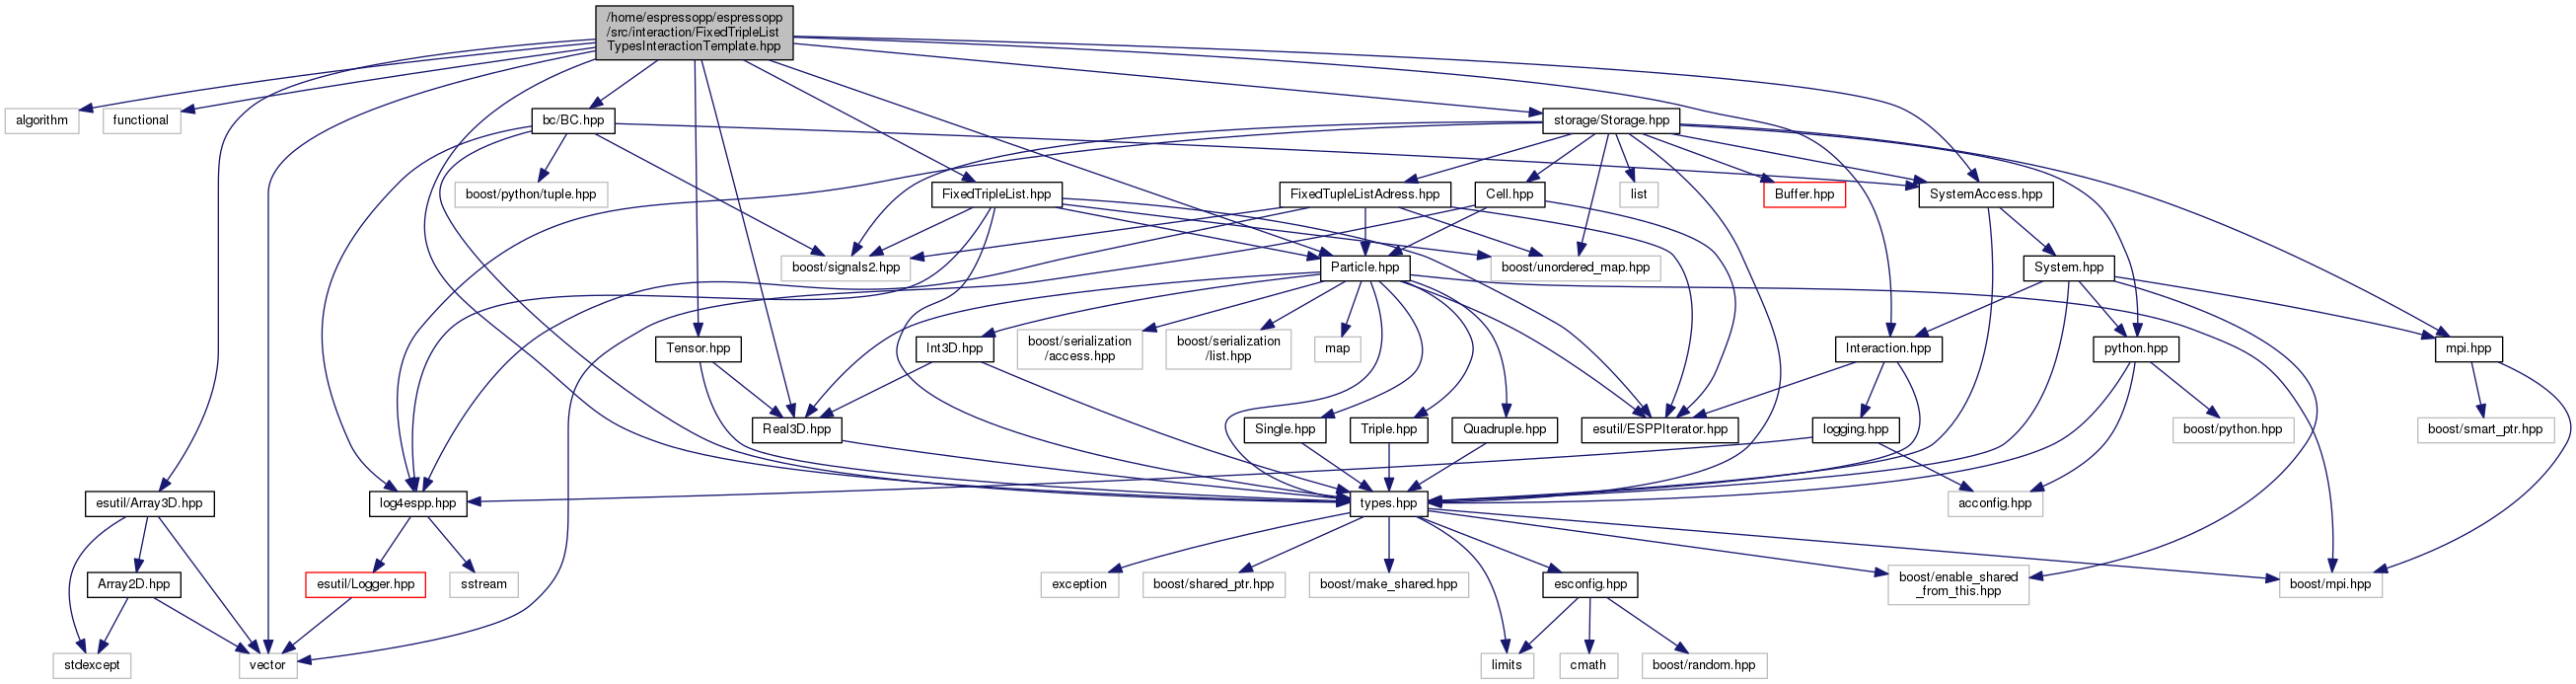 /home/espressopp/espressopp
/src/interaction/FixedTripleList
TypesInteractionTemplate.hpp
algorithm
functional
bc/BC.hpp
storage/Storage.hpp
boost/python/tuple.hpp
FixedTripleList.hpp
FixedTupleListAdress.hpp
Cell.hpp
list
Buffer.hpp
SystemAccess.hpp
boost/signals2.hpp
Particle.hpp
boost/unordered_map.hpp
System.hpp
Tensor.hpp
Int3D.hpp
boost/serialization
/access.hpp
boost/serialization
/list.hpp
map
Interaction.hpp
python.hpp
mpi.hpp
Real3D.hpp
Single.hpp
Triple.hpp
Quadruple.hpp
esutil/ESPPIterator.hpp
logging.hpp
boost/python.hpp
boost/smart_ptr.hpp
esutil/Array3D.hpp
log4espp.hpp
types.hpp
acconfig.hpp
Array2D.hpp
esutil/Logger.hpp
sstream
exception
boost/shared_ptr.hpp
boost/make_shared.hpp
esconfig.hpp
boost/enable_shared
_from_this.hpp
boost/mpi.hpp
stdexcept
vector
limits
cmath
boost/random.hpp